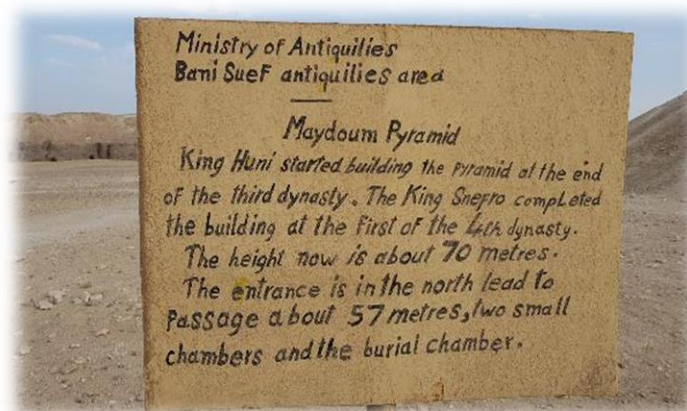 Ministry of Antiquilies
Bani SueF antiquilies area
Maydoum Pyramid
King Huni started building the pyramid at the end
of the third dynasty. The King Snefro completed
the building at the first of the 4th dynasty.
The height now is about 70 metres.
The entrance is in the north lead to
Passage about 57 metres, two small
chambers and the burial chamber.